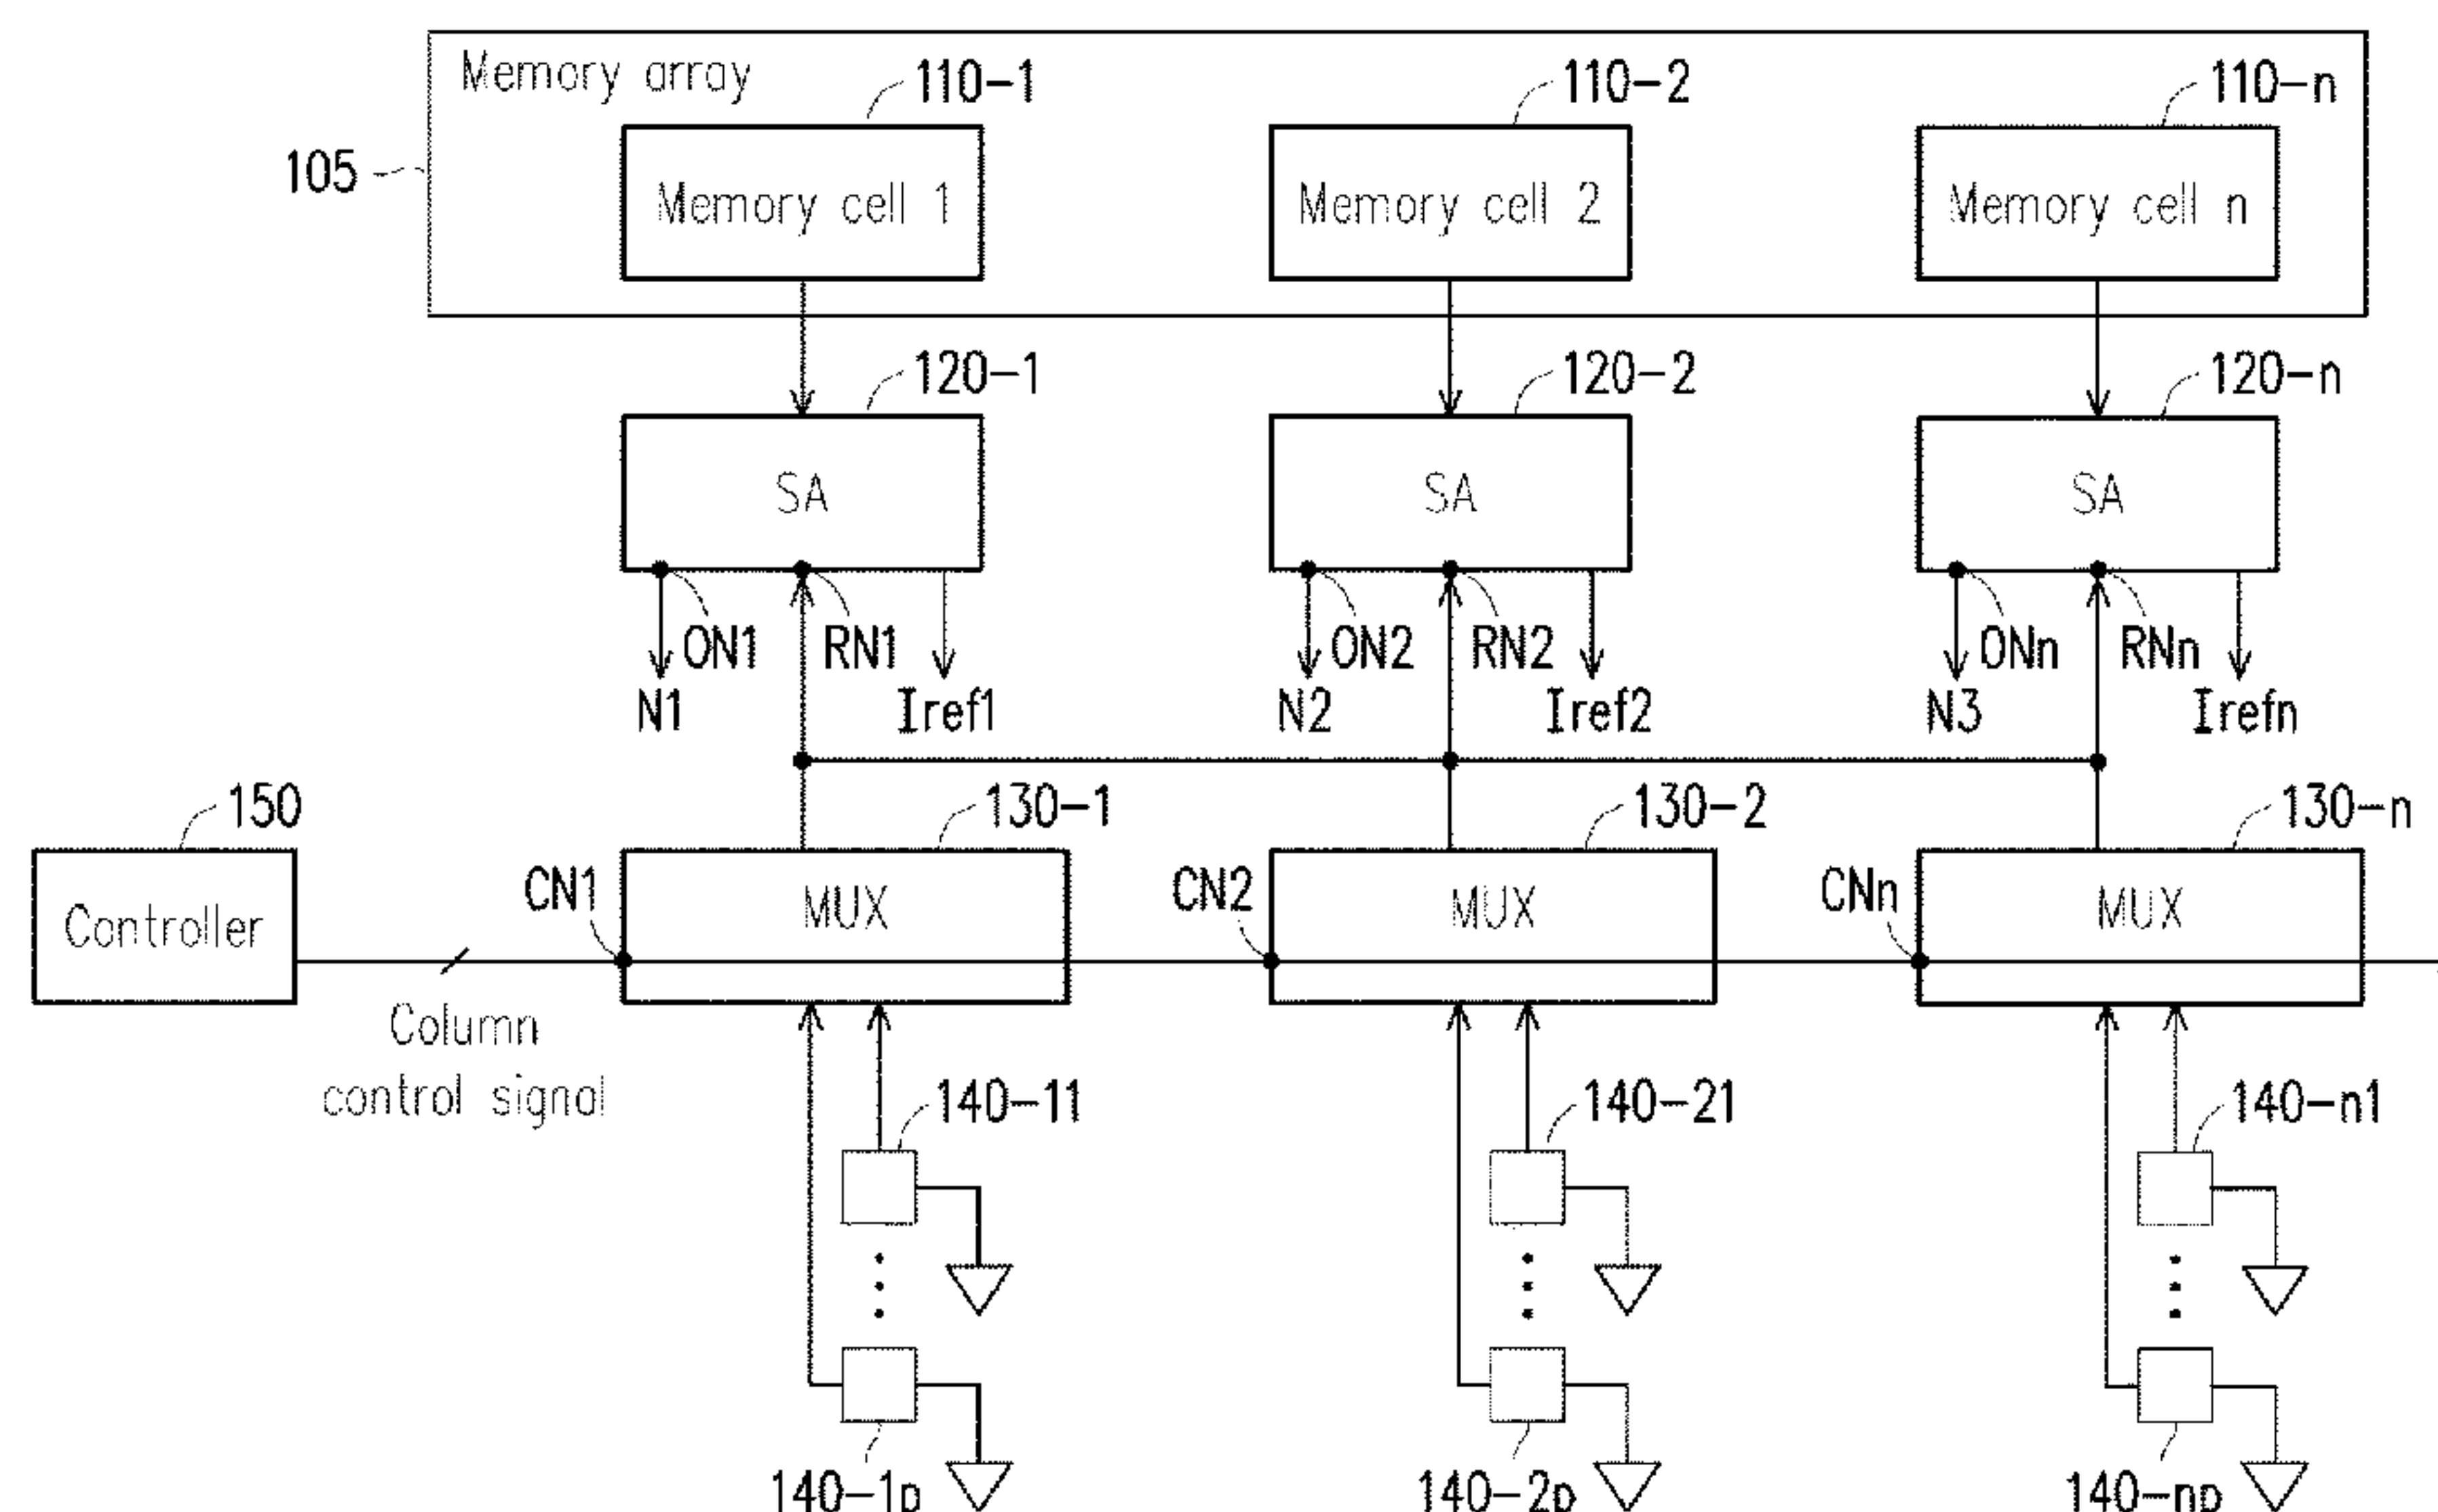 Memory array
110-1
110-2
110-n
105
Memory cell 1
Memory cell 2
Memory cell n
120-1
120-2
120-n
SA
SA
SA
ON1
RN1
ON2
RN2
ONn
RNn
N1
Iref1
N2
Iref2
N3
Irefn
150
130-1
130-2
130-n
CN1
CN2
CNn
Controller
MUX
MUX
MUX
Column
control signal
140-11
140-21
140-n1
140-1p
140-2p
140-np